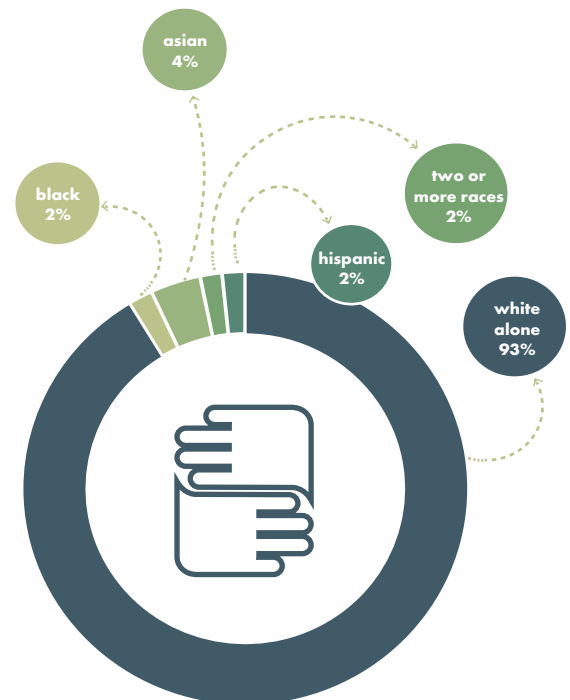 asian
4%
black
2%
two or
more races
2%
hispanic
2%
white
alone
93%